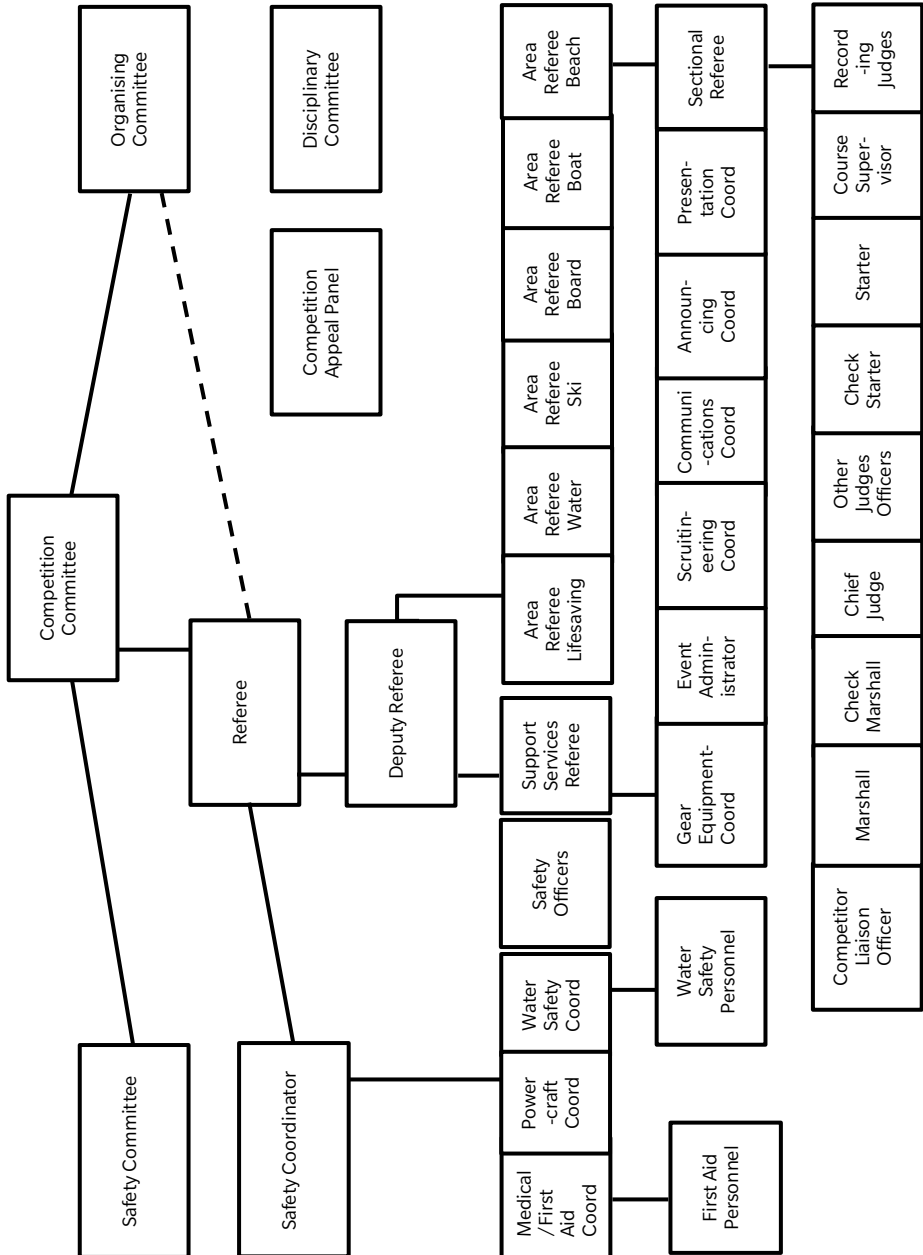 Competition
Committee
Safety Committee
Organising
Committee
Safety Coordinator
Referee
Competition
Appeal Panel
Disciplinary
Committee
Deputy Referee
Medical
/First
Aid
Coord
Power
-craft
Coord
Water
Safety
Coord
Safety
Officers
Support
Services
Referee
Area
Referee
Lifesaving
Area
Referee
Water
Area
Referee
Ski
Area
Referee
Board
Area
Referee
Boat
Area
Referee
Beach
First Aid
Personnel
Water
Safety
Personnel
Gear
Equipment-
Coord
Event
Admin-
istrator
Scrutin-
eering
Coord
Communi
-cations
Coord
Announ-
cing
Coord
Presen-
tation
Coord
Sectional
Referee
Competitor
Liaison
Officer
Marshall
Check
Marshall
Chief
Judge
Other
Judges
Officers
Check
Starter
Starter
Course
Super-
visor
Record
-ing
Judges